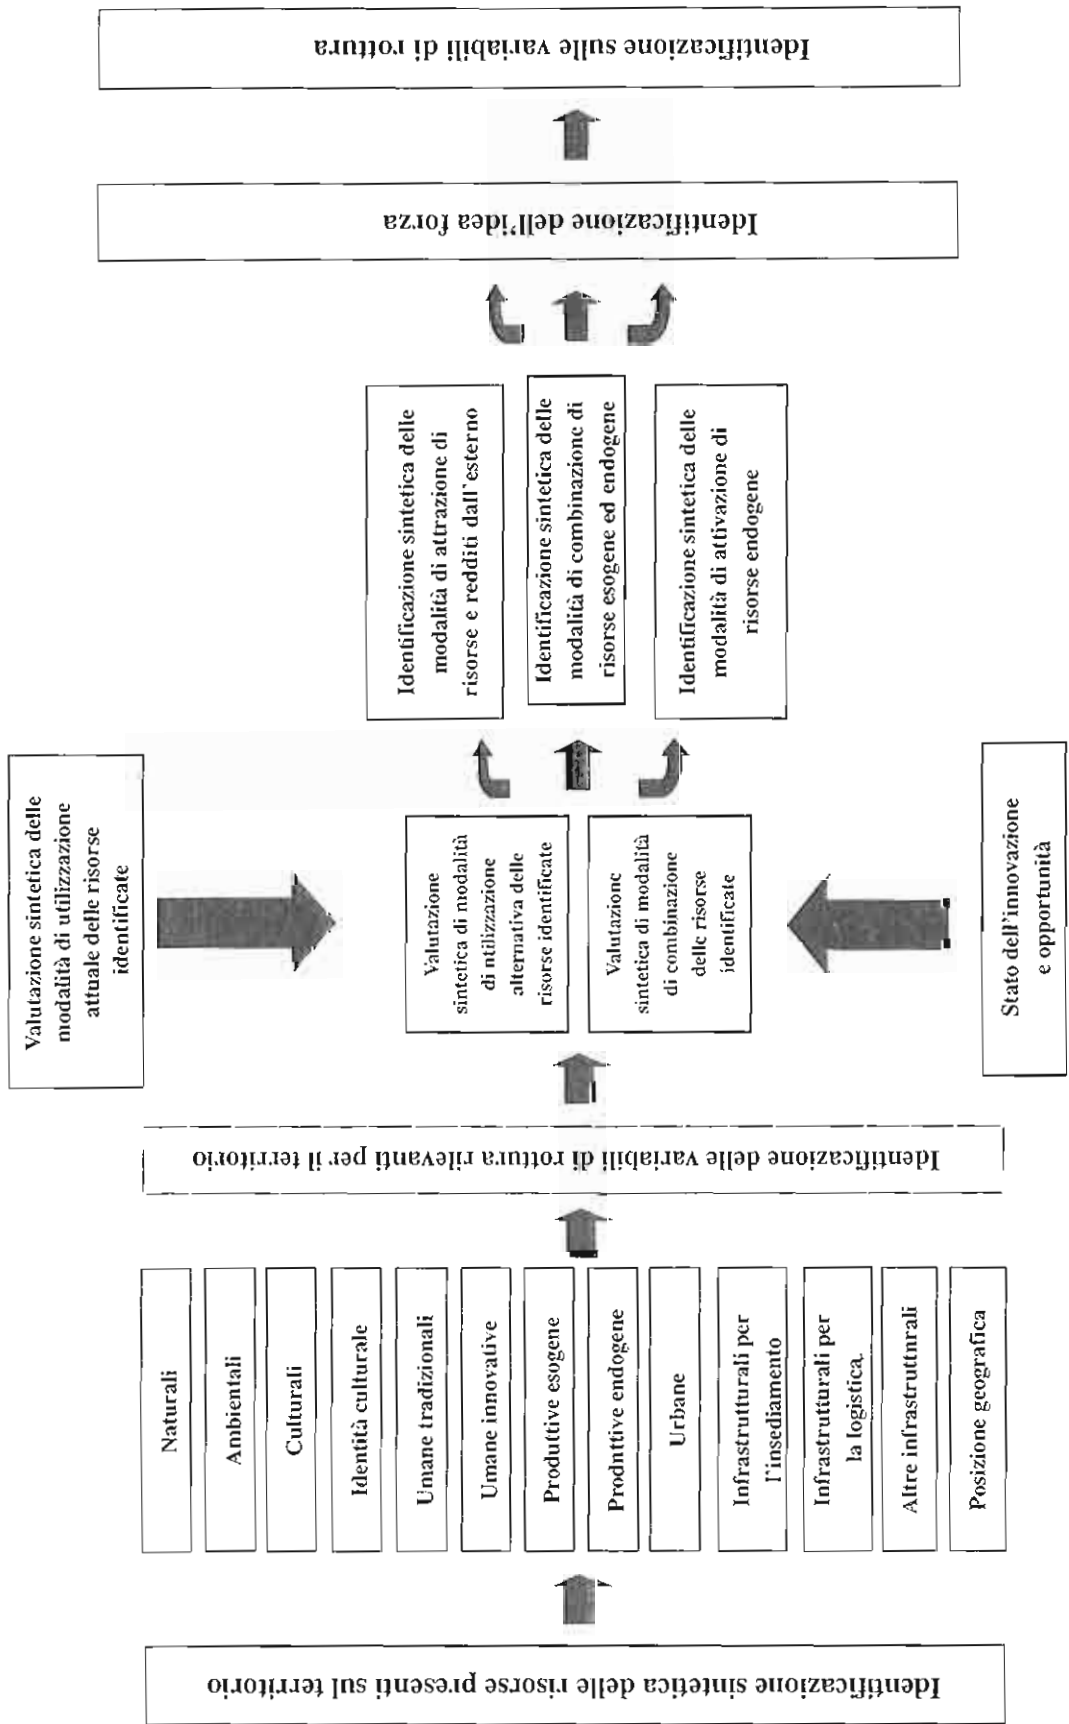 Identificazione sintetica delle risorse presenti sul territorio
Naturali
Ambientali
Culturali
Identità culturale
Umane tradizionali
Umane innovative
Produttive esogene
Produttive endogene
Urbane
Infrastrutturali per
l'insediamento
Infrastrutturali per
la logistica.
Altre infrastrutturali
Posizione geografica
Identificazione delle variabili di rottura rilevanti per il territorio
Valutazione sintetica delle
modalità di utilizzazione
attuale delle risorse
identificate
Valutazione
sintetica di modalità
di utilizzazione
alternativa delle
risorse identificate
Valutazione
sintetica di modalità
di combinazione
delle risorse
identificate
Stato dell'innovazione
e opportunità
Identificazione sintetica delle
modalità di attrazione di
risorse e redditi dall'esterno
Identificazione sintetica delle
modalità di combinazione di
risorse esogene ed endogene
Identificazione sintetica delle
modalità di attivazione di
risorse endogene
Identificazione dell'idea forza
Identificazione sulle variabili di rottura